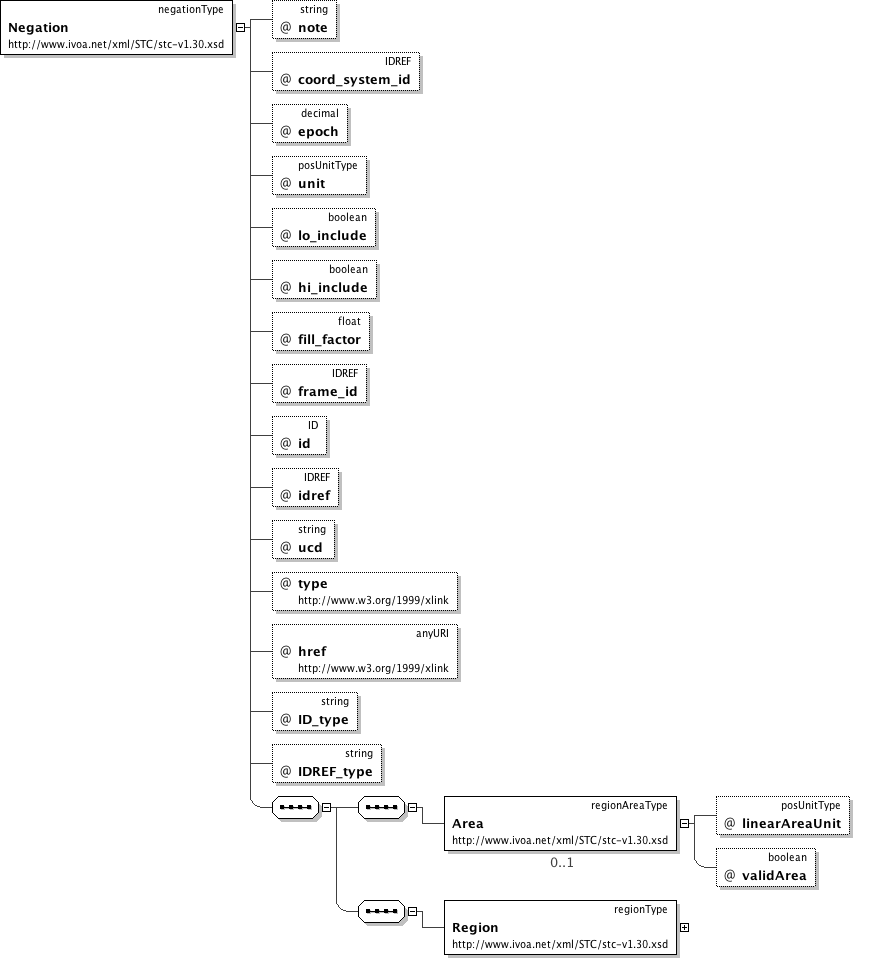 negationType
Negation
http://www.ivoa.net/xml/STC/stc-v1.30.xsd
string
@ note
IDREF
@ coord_system_id
decimal
@ epoch
posUnitType
@ unit
boolean
@ lo_include
boolean
@ hi_include
float
@ fill_factor
IDREF
@ frame_id
ID
@ id
IDREF
@ idref
string
@ ucd
@ type
http://www.w3.org/1999/xlink
anyURI
@ href
http://www.w3.org/1999/xlink
string
@ ID_type
string
@ IDREF_type
regionAreaType
Area
http://www.ivoa.net/xml/STC/stc-v1.30.xsd
0..1
posUnitType
@ linearAreaUnit
boolean
@ validArea
regionType
Region
http://www.ivoa.net/xml/STC/stc-v1.30.xsd